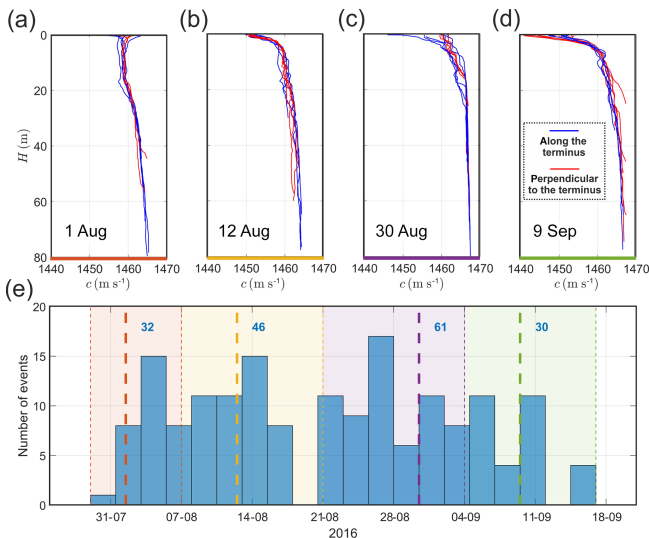 (a)
(b)
(c)
(d)
0
20
40
60
80
H (m)
1 Aug
12 Aug
30 Aug
9 Sep
Along the
terminus
Perpendicular
to the terminus
1440 1450 1460 1470
1440 1450 1460 1470
1440 1450 1460 1470
1440 1450 1460 1470
c (m s⁻¹)
c (m s⁻¹)
c (m s⁻¹)
c (m s⁻¹)
(e)
20
15
10
5
0
Number of events
32
46
61
30
31-07 07-08 14-08 21-08 28-08 04-09 11-09 18-09
2016